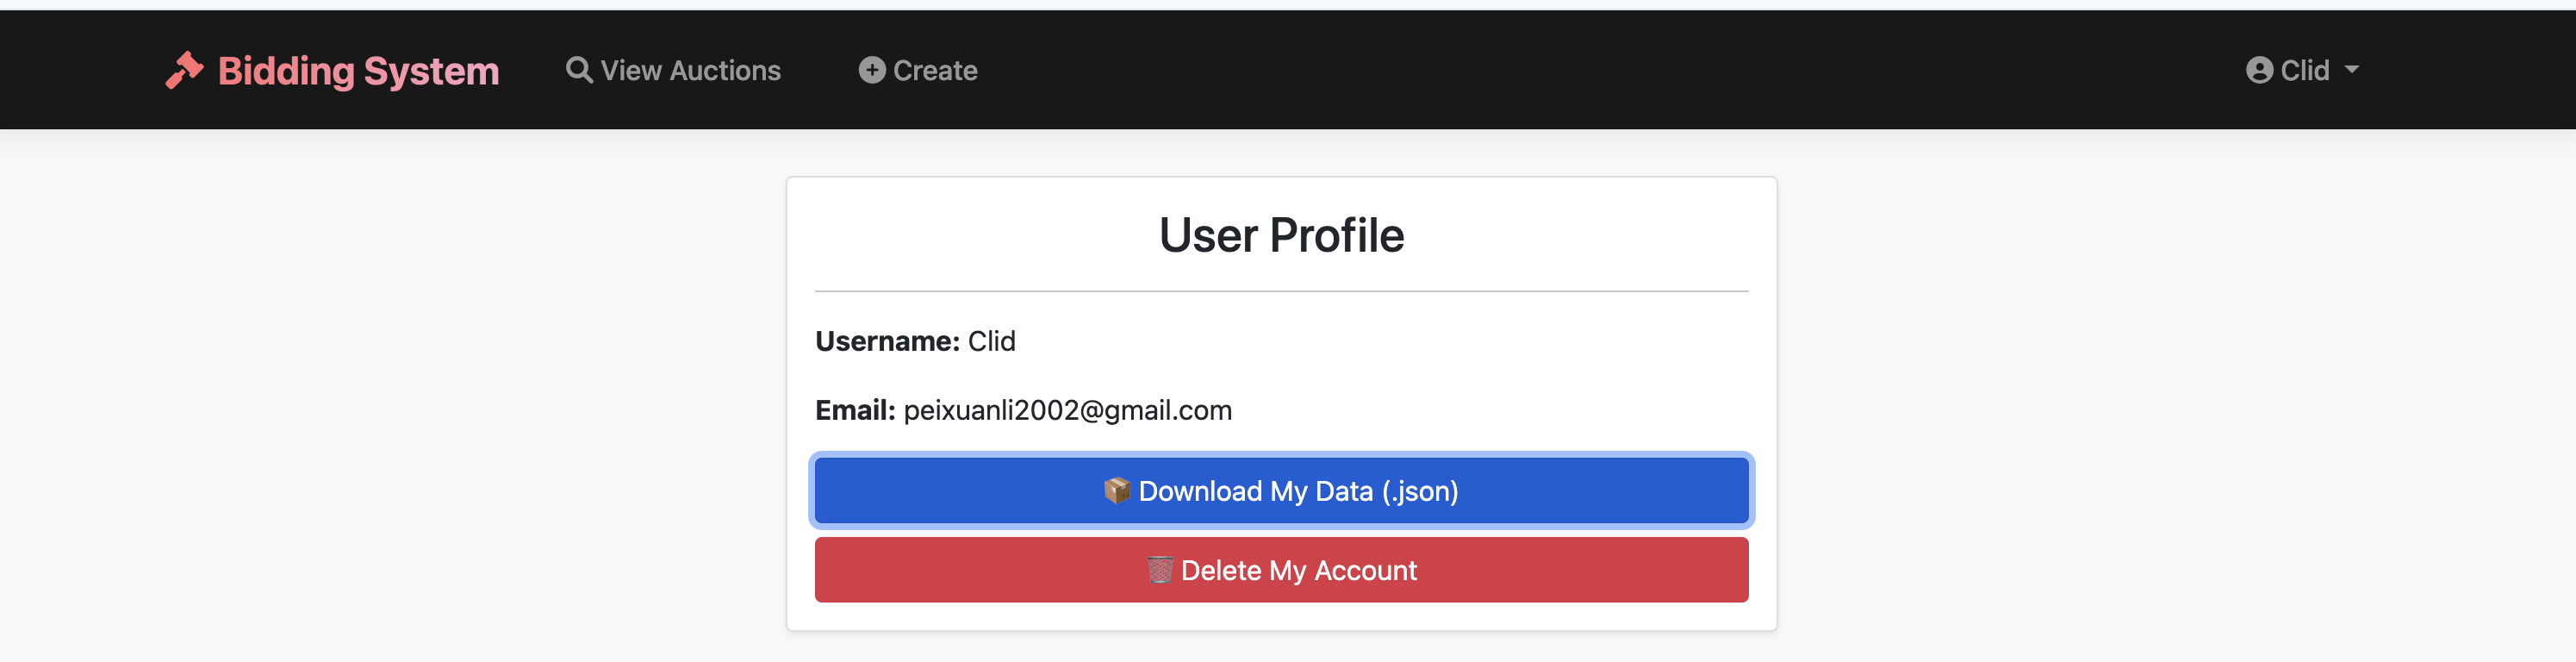 Bidding System View Auctions Create Clid
User Profile
Username: Clid
Email: peixuanli2002@gmail.com
📦 Download My Data (.json)
🗑️ Delete My Account